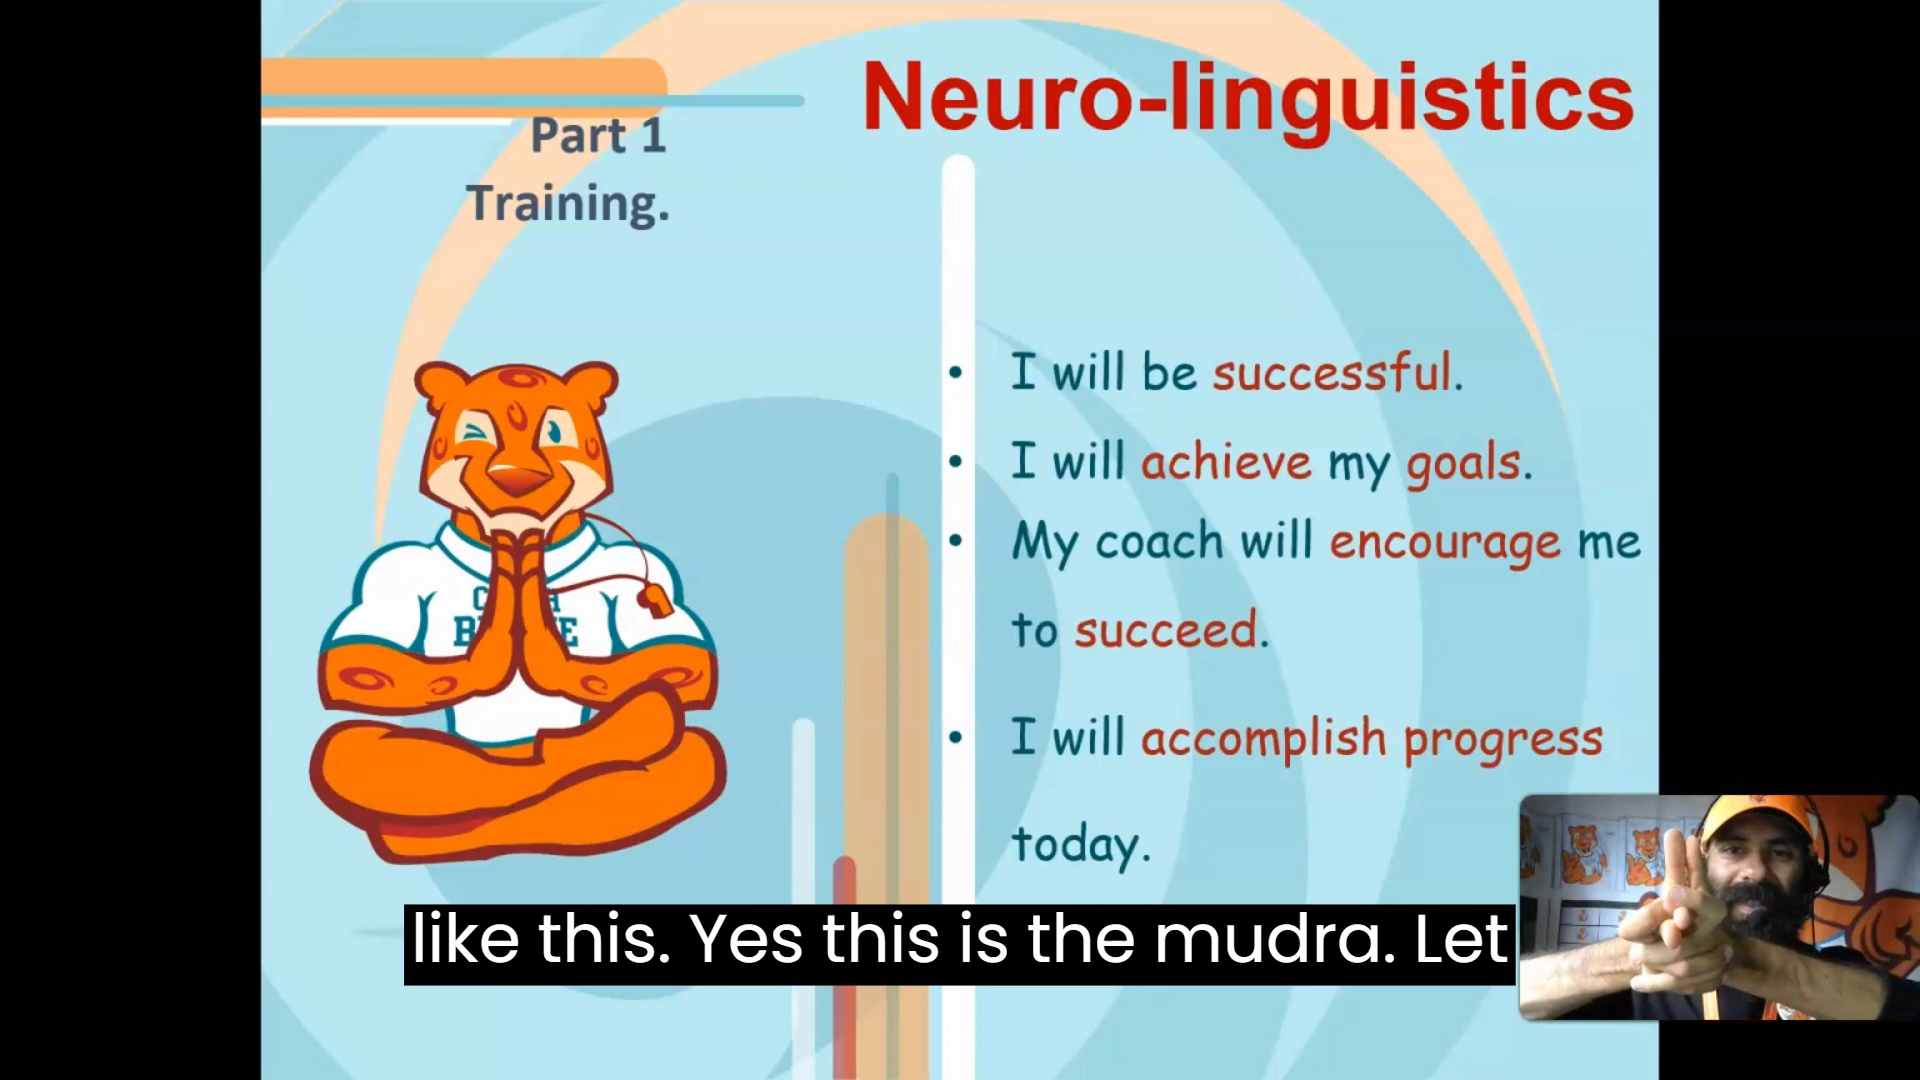 Neuro-linguistics
Part 1
Training.
• I will be successful.
• I will achieve my goals.
• My coach will encourage me
to succeed.
• I will accomplish progress
today.
like this. Yes this is the mudra. Let